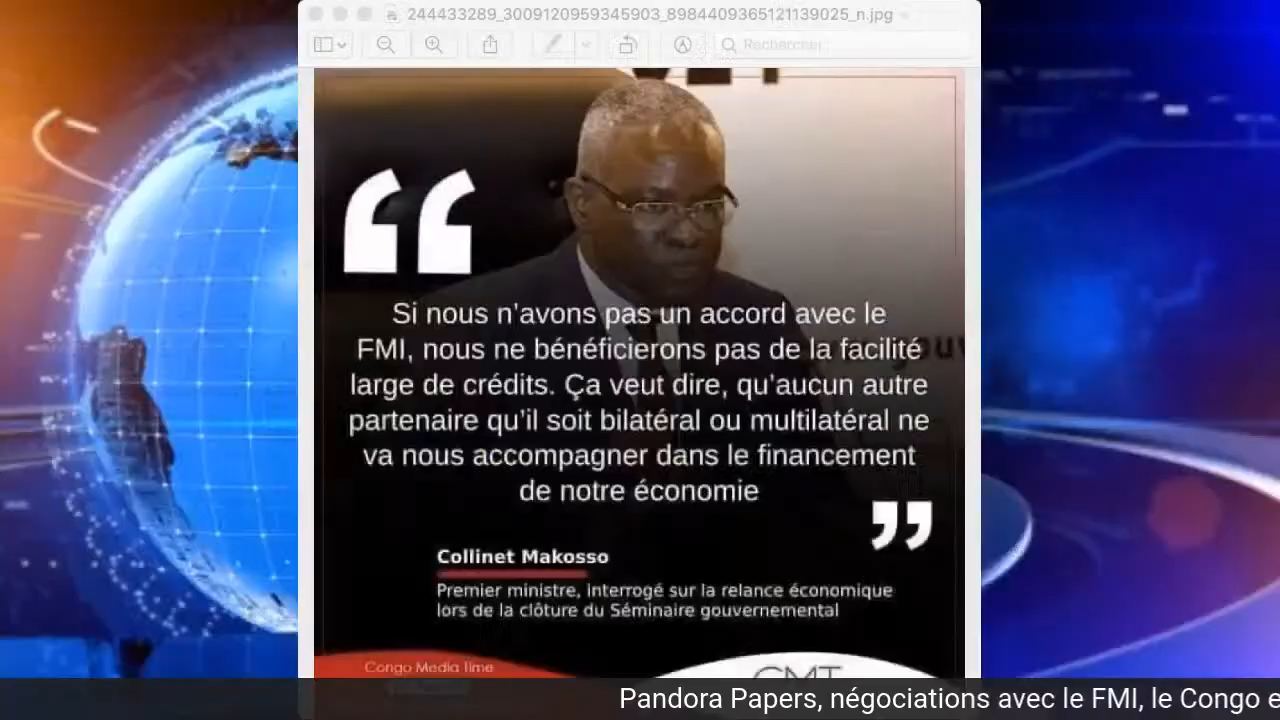 244433289_3009120959345903_8984409365121139025_n.jpg
Rechercher
Si nous n'avons pas un accord avec le
FMI, nous ne bénéficierons pas de la facilité
large de crédits. Ça veut dire, qu'aucun autre
partenaire qu'il soit bilatéral ou multilatéral ne
va nous accompagner dans le financement
de notre économie
Collinet Makosso
Premier ministre, interrogé sur la relance économique
lors de la clôture du Séminaire gouvernemental
Congo Media Time
CMT
Pandora Papers, négociations avec le FMI, le Congo e